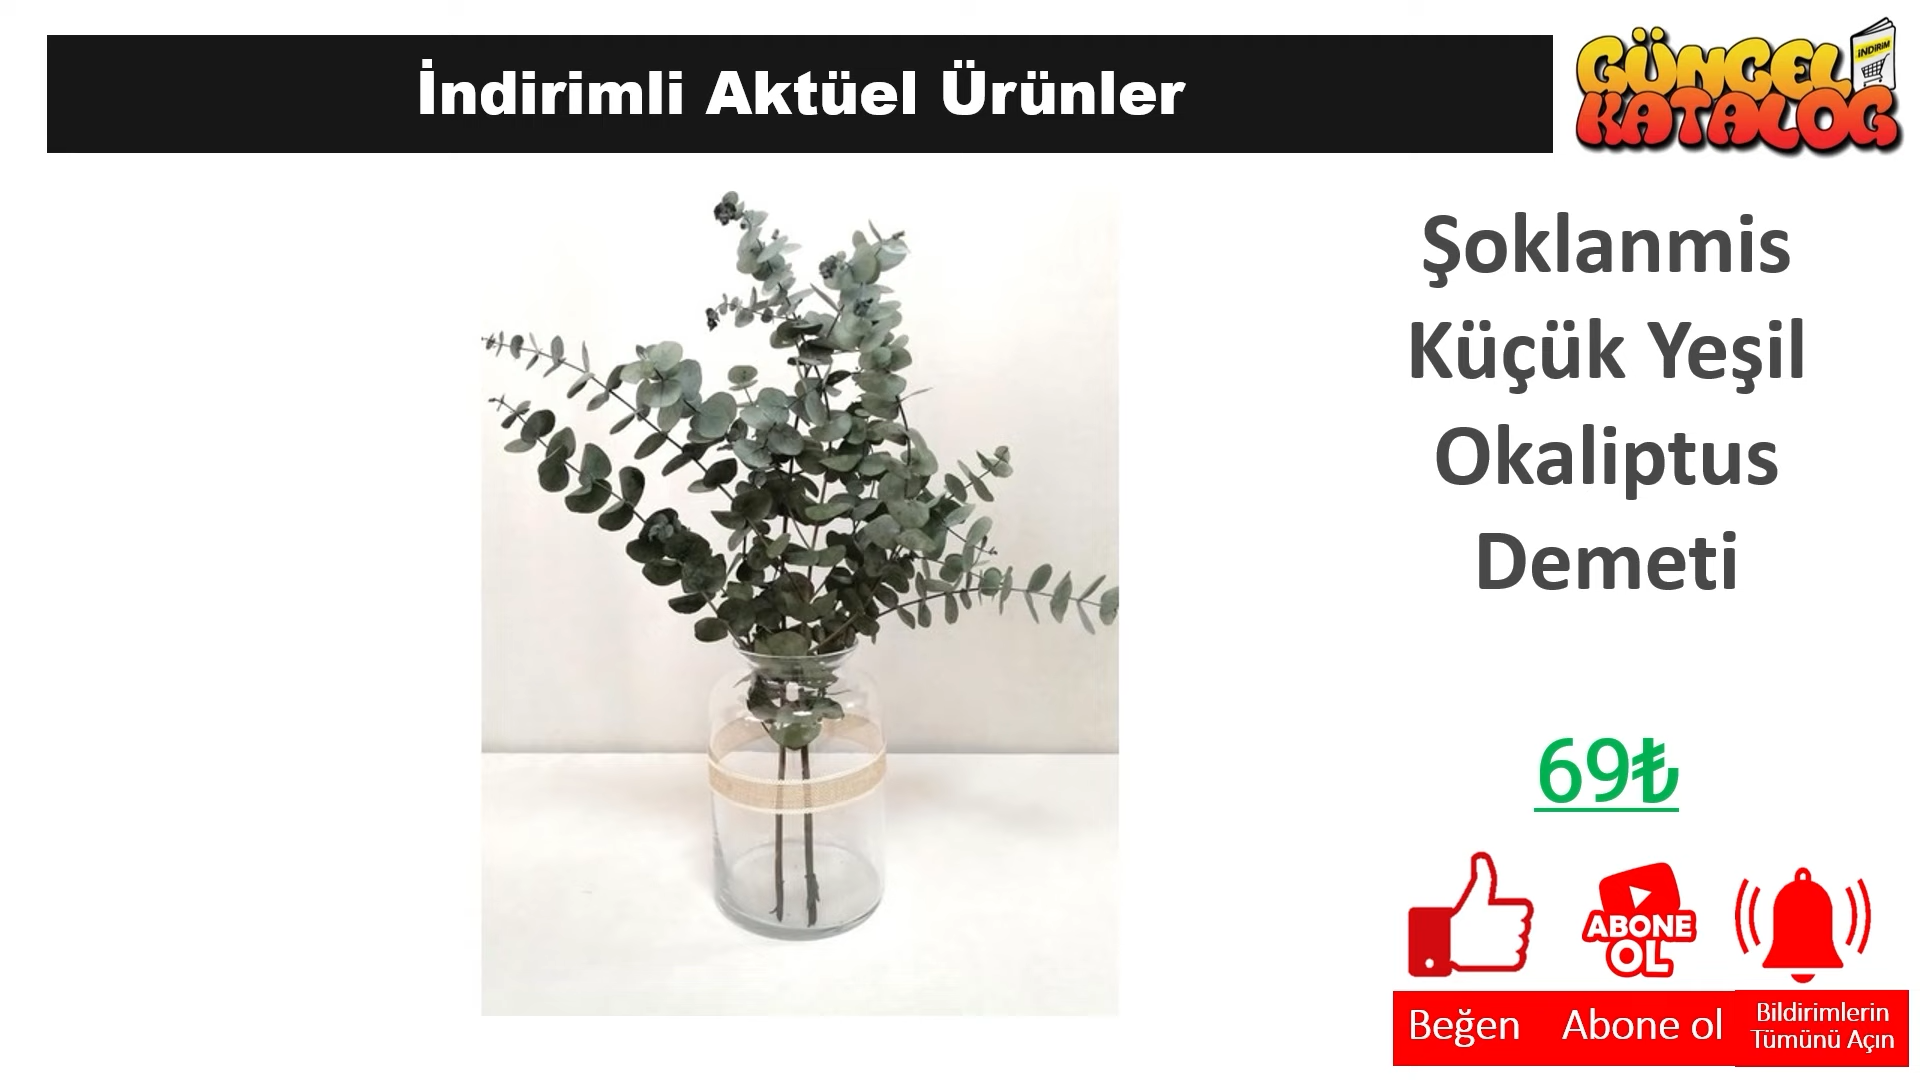 İndirimli Aktüel Ürünler
GÜNCEL
KATALOG
İNDİRİM
Şoklanmis
Küçük Yeşil
Okaliptus
Demeti
69₺
ABONE
OL
Beğen
Abone ol
Bildirimlerin
Tümünü Açın